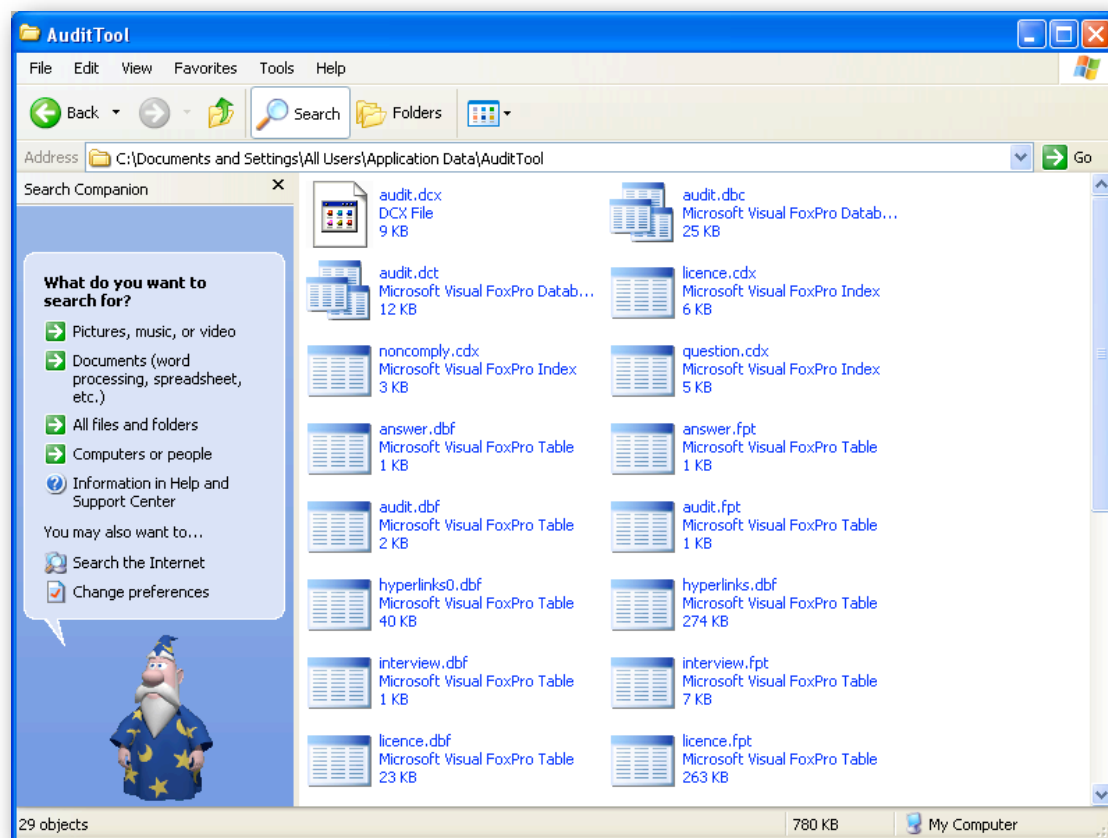 AuditTool
File Edit View Favorites Tools Help
Back Search Folders
Address C:\Documents and Settings\All Users\Application Data\AuditTool Go
Search Companion
What do you want to
search for?
Pictures, music, or video
Documents (word
processing, spreadsheet,
etc.)
All files and folders
Computers or people
Information in Help and
Support Center
You may also want to...
Search the Internet
Change preferences
audit.dcx
DCX File
9 KB
audit.dbc
Microsoft Visual FoxPro Datab...
25 KB
audit.dct
Microsoft Visual FoxPro Datab...
12 KB
licence.cdx
Microsoft Visual FoxPro Index
6 KB
noncomply.cdx
Microsoft Visual FoxPro Index
3 KB
question.cdx
Microsoft Visual FoxPro Index
5 KB
answer.dbf
Microsoft Visual FoxPro Table
1 KB
answer.fpt
Microsoft Visual FoxPro Table
1 KB
audit.dbf
Microsoft Visual FoxPro Table
2 KB
audit.fpt
Microsoft Visual FoxPro Table
1 KB
hyperlinks0.dbf
Microsoft Visual FoxPro Table
40 KB
hyperlinks.dbf
Microsoft Visual FoxPro Table
274 KB
interview.dbf
Microsoft Visual FoxPro Table
1 KB
interview.fpt
Microsoft Visual FoxPro Table
7 KB
licence.dbf
Microsoft Visual FoxPro Table
23 KB
licence.fpt
Microsoft Visual FoxPro Table
263 KB
29 objects 780 KB My Computer